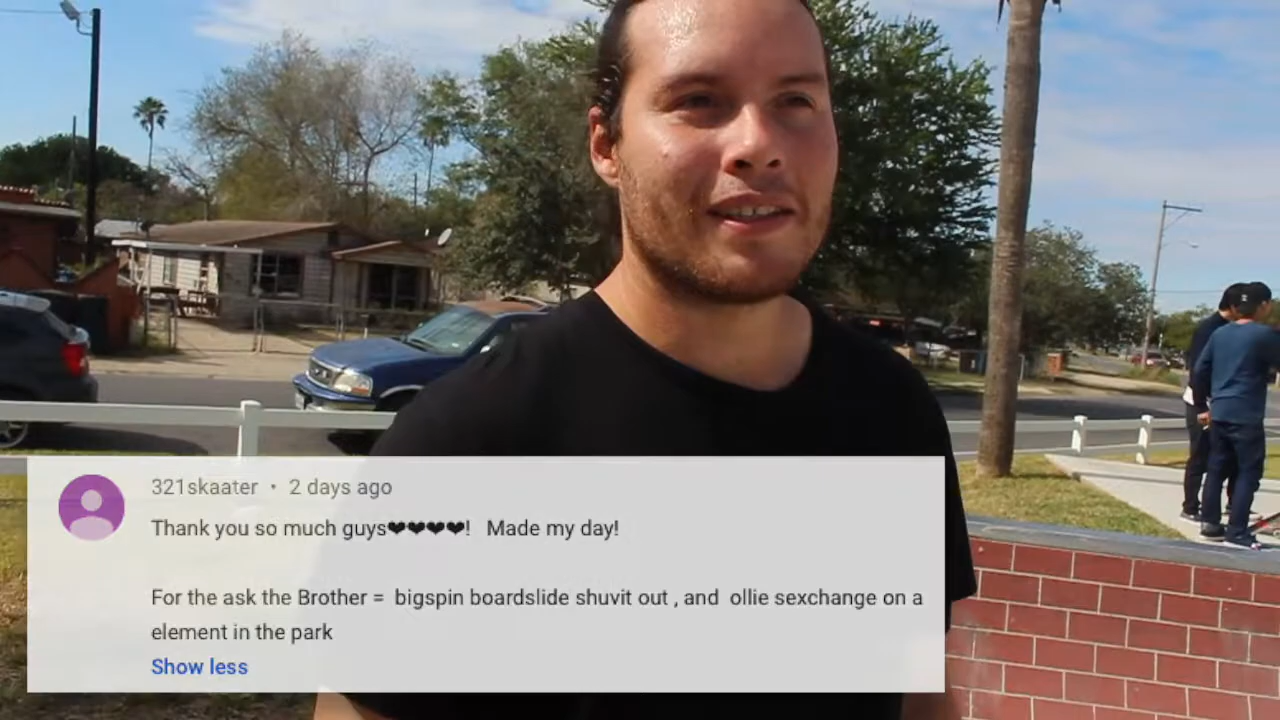 321skaater • 2 days ago
Thank you so much guys❤❤❤❤!   Made my day!
For the ask the Brother =  bigspin boardslide shuvit out , and  ollie sexchange on a
element in the park
Show less